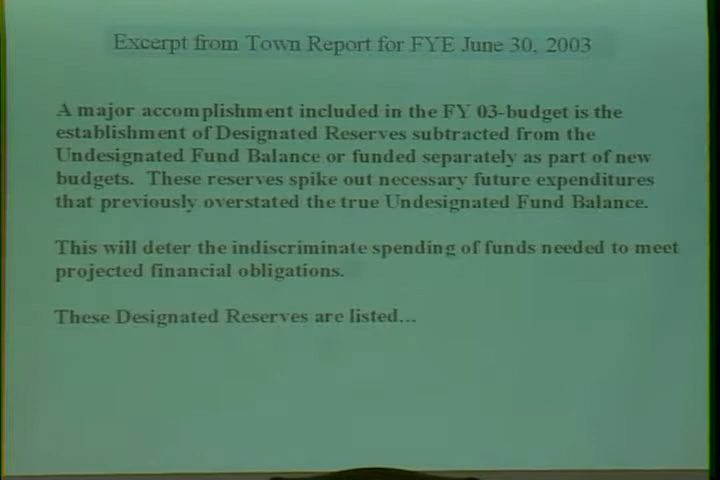 Excerpt from Town Report for FYE June 30, 2003
A major accomplishment included in the FY 03-budget is the
establishment of Designated Reserves subtracted from the
Undesignated Fund Balance or funded separately as part of new
budgets. These reserves spike out necessary future expenditures
that previously overstated the true Undesignated Fund Balance.
This will deter the indiscriminate spending of funds needed to meet
projected financial obligations.
These Designated Reserves are listed...